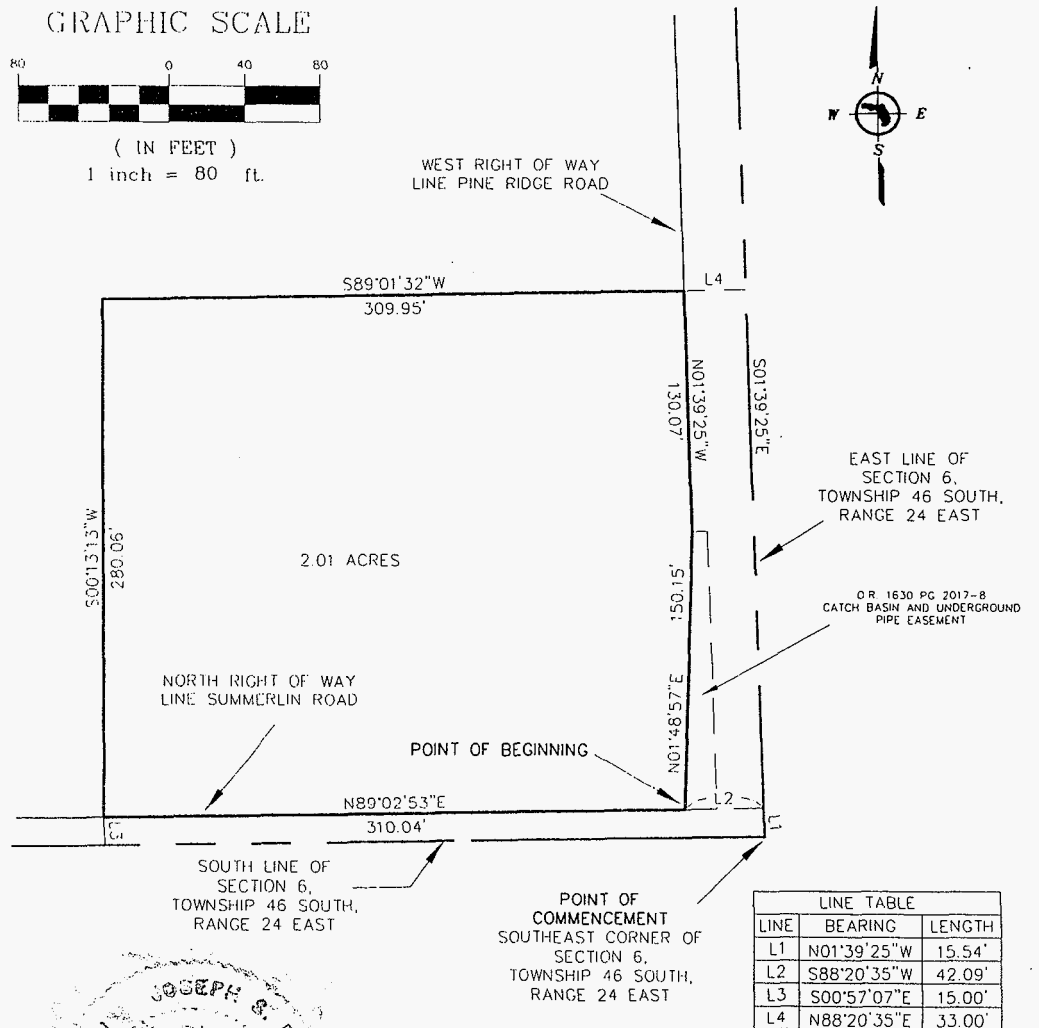 GRAPHIC SCALE
80 0 40 80
( IN FEET )
1 inch = 80 ft.
N
W E
S
WEST RIGHT OF WAY
LINE PINE RIDGE ROAD
L4
S89°01'32"W
309.95'
N01°39'25"W
130.07'
S01°39'25"E
EAST LINE OF
SECTION 6,
TOWNSHIP 46 SOUTH,
RANGE 24 EAST
S00°13'13"W
280.06'
2.01 ACRES
150.15'
N01°48'57"E
O.R. 1630 PG 2017-8
CATCH BASIN AND UNDERGROUND
PIPE EASEMENT
NORTH RIGHT OF WAY
LINE SUMMERLIN ROAD
POINT OF BEGINNING
L2
N89°02'53"E
310.04'
L3
L1
SOUTH LINE OF
SECTION 6,
TOWNSHIP 46 SOUTH,
RANGE 24 EAST
POINT OF
COMMENCEMENT
SOUTHEAST CORNER OF
SECTION 6,
TOWNSHIP 46 SOUTH,
RANGE 24 EAST
LINE TABLE
LINE BEARING LENGTH
L1 N01°39'25"W 15.54'
L2 S88°20'35"W 42.09'
L3 S00°57'07"E 15.00'
L4 N88°20'35"E 33.00'
JOSEPH S.